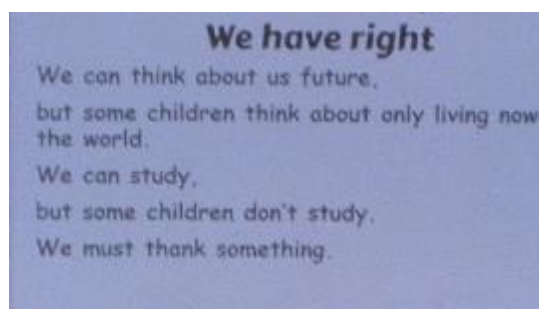 We have right
We can think about us future,
but some children think about only living now
the world.
We can study,
but some children don't study.
We must thank something.